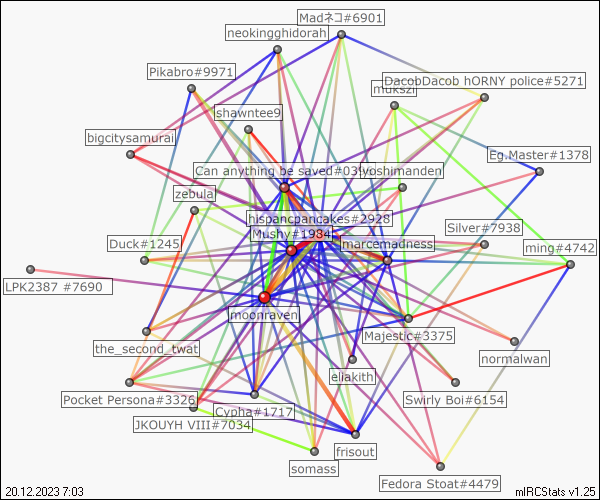 Madネコ#6901
neokingghidorah
Pikabro#9971
DacobDacob hORNY police#5271
mukszi
shawntee9
bigcitysamurai
Eg.Master#1378
Can anything be saved#039
yoshimanden
zebula
hispancpancakes#2928
Silver#7938
Mushy#1984
marcemadness
Duck#1245
ming#4742
LPK2387 #7690
moonraven
Majestic#3375
the_second_twat
normalwan
eliakith
Pocket Persona#3326
Swirly Boi#6154
Cypha#1717
JKOUYH VIII#7034
frisout
somass
Fedora Stoat#4479
20.12.2023 7:03
mIRCStats v1.25